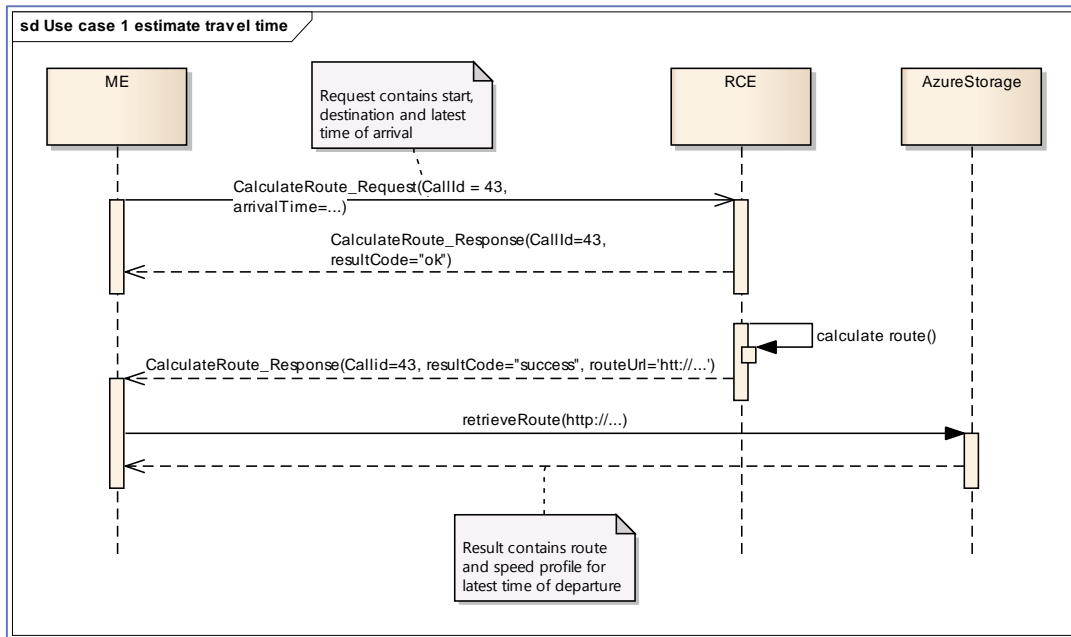 sd Use case 1 estimate travel time
ME
RCE
AzureStorage
Request contains start,
destination and latest
time of arrival
CalculateRoute_Request(CallId = 43,
arrivalTime=...)
CalculateRoute_Response(CallId=43,
resultCode="ok")
calculate route()
CalculateRoute_Response(Callid=43, resultCode="success", routeUrl='htt://...')
retrieveRoute(http://...)
Result contains route
and speed profile for
latest time of departure